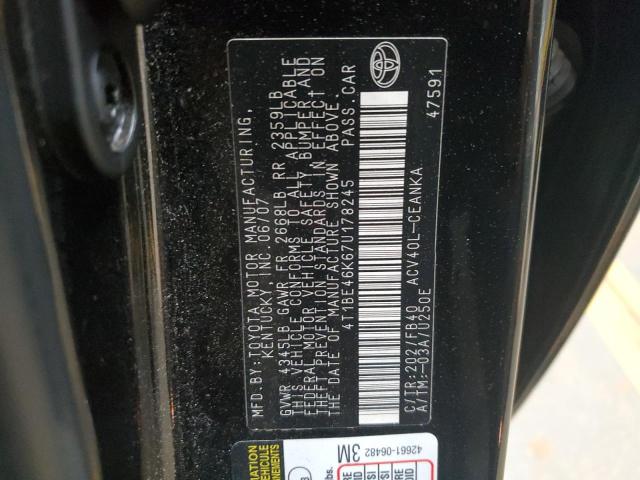 MFD.BY:TOYOTA MOTOR MANUFACTURING,
KENTUCKY, INC 06/07
GVWR 4345LB GAWR FR 2668LB RR 2359LB
THIS VEHICLE CONFORMS TO ALL APPLICABLE
FEDERAL MOTOR VEHICLE SAFETY, BUMPER AND
THEFT PREVENTION STANDARDS IN EFFECT ON
THE DATE OF MANUFACTURE SHOWN ABOVE.
4T1BE46K67U178245 PASS.CAR
C/TR:202/FB40 ACV40L-CEANKA
A/TM:-03A/U250E 47591
42661-06482
3M